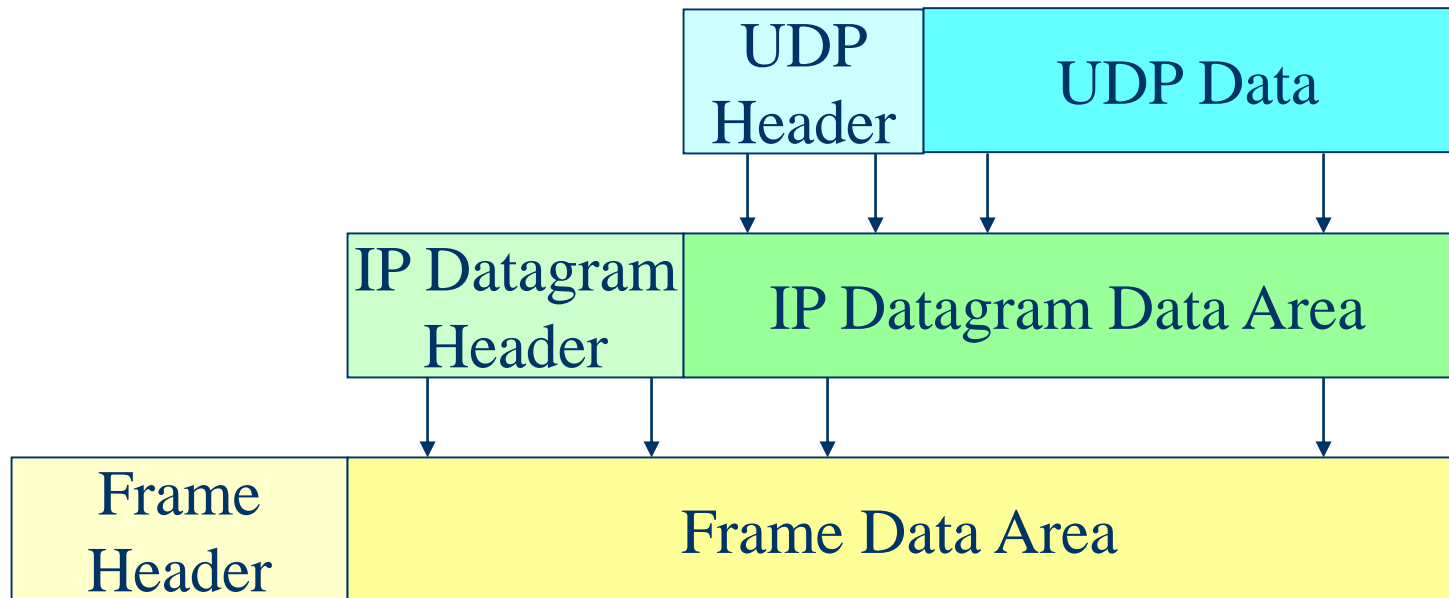 UDP
Header
UDP Data
IP Datagram
Header
IP Datagram Data Area
Frame
Header
Frame Data Area